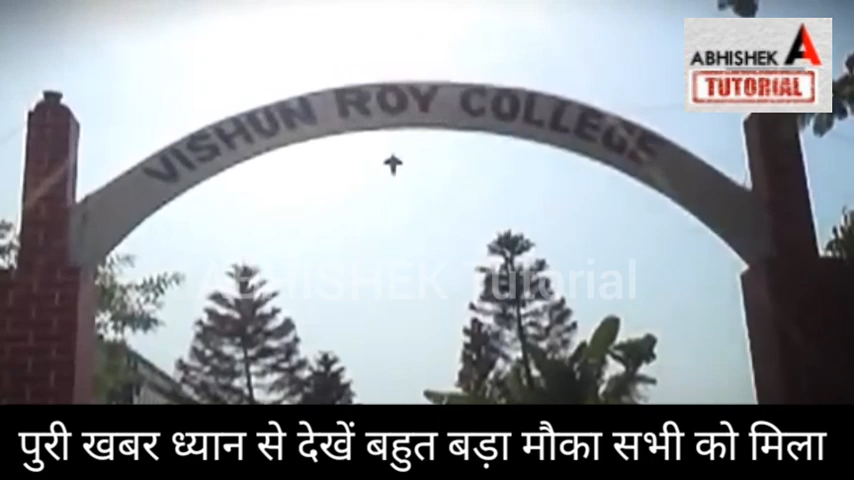 ABHISHEK A
TUTORIAL
VISHUN ROY COLLEGE
ABHISHEK Tutorial
पुरी खबर ध्यान से देखें बहुत बड़ा मौका सभी को मिला